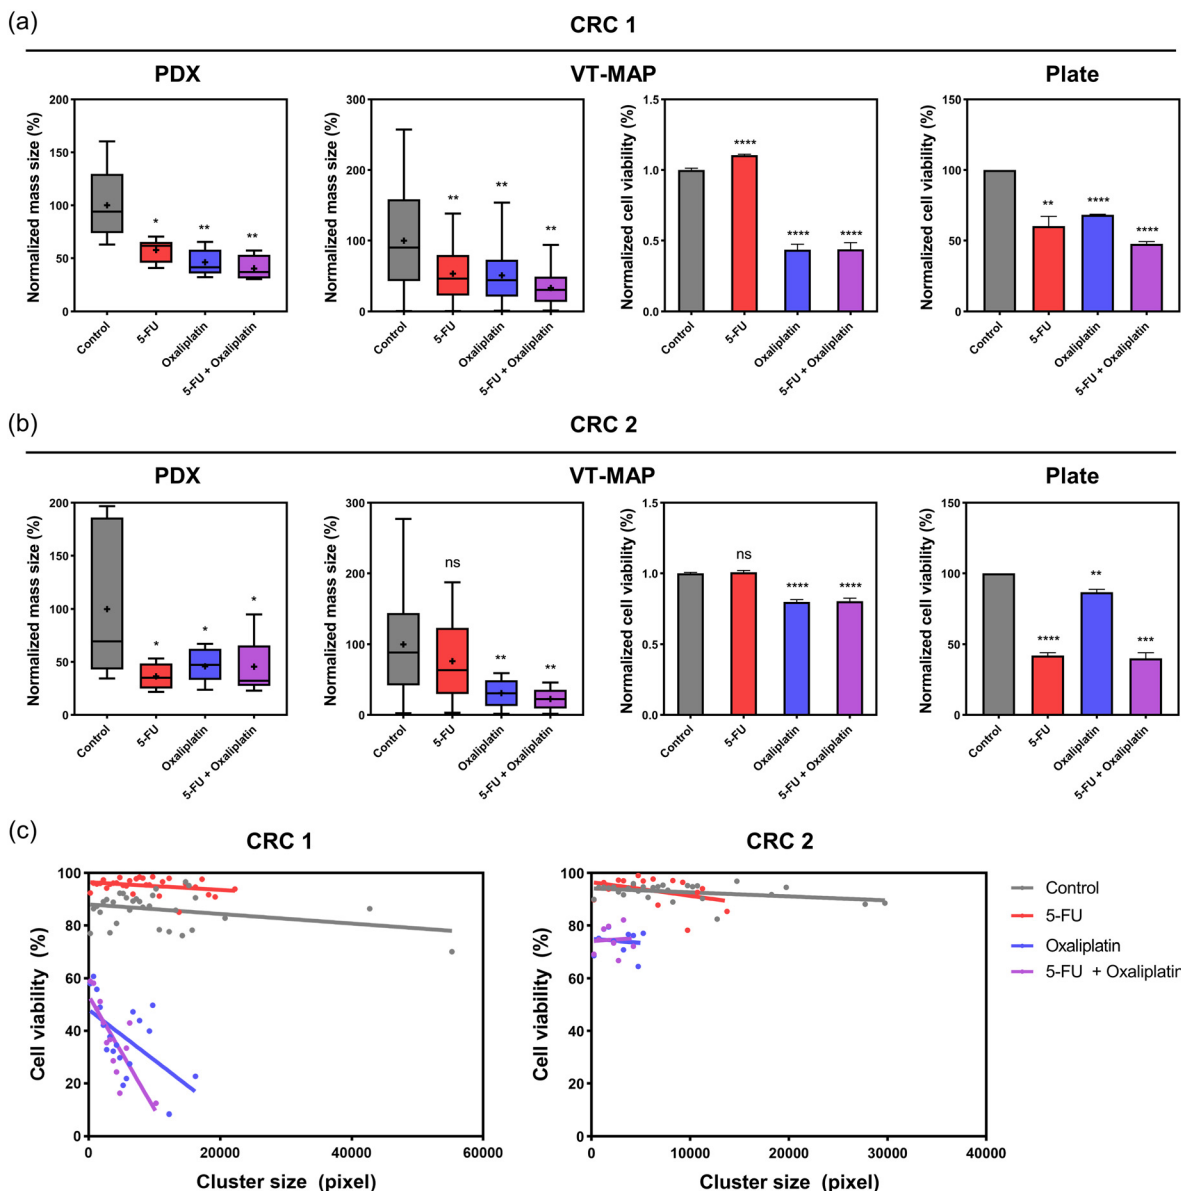 (a)
CRC 1
PDX
VT-MAP
Plate
Normalized mass size (%)
200
150
100
50
0
Control
5-FU
Oxaliplatin
5-FU + Oxaliplatin
*
**
**
Normalized mass size (%)
300
200
100
0
Control
5-FU
Oxaliplatin
5-FU + Oxaliplatin
**
**
**
Normalized cell viability (%)
1.5
1.0
0.5
0.0
Control
5-FU
Oxaliplatin
5-FU + Oxaliplatin
****
****
****
Normalized cell viability (%)
150
100
50
0
Control
5-FU
Oxaliplatin
5-FU + Oxaliplatin
**
****
****
(b)
CRC 2
PDX
VT-MAP
Plate
Normalized mass size (%)
200
150
100
50
0
Control
5-FU
Oxaliplatin
5-FU + Oxaliplatin
*
*
*
Normalized mass size (%)
300
200
100
0
Control
5-FU
Oxaliplatin
5-FU + Oxaliplatin
ns
**
**
Normalized cell viability (%)
1.5
1.0
0.5
0.0
Control
5-FU
Oxaliplatin
5-FU + Oxaliplatin
ns
****
****
Normalized cell viability (%)
150
100
50
0
Control
5-FU
Oxaliplatin
5-FU + Oxaliplatin
****
**
***
(c)
CRC 1
Cell viability (%)
100
80
60
40
20
0
0 20000 40000 60000
Cluster size (pixel)
CRC 2
Cell viability (%)
100
80
60
40
20
0
0 10000 20000 30000 40000
Cluster size (pixel)
Control
5-FU
Oxaliplatin
5-FU + Oxaliplatin